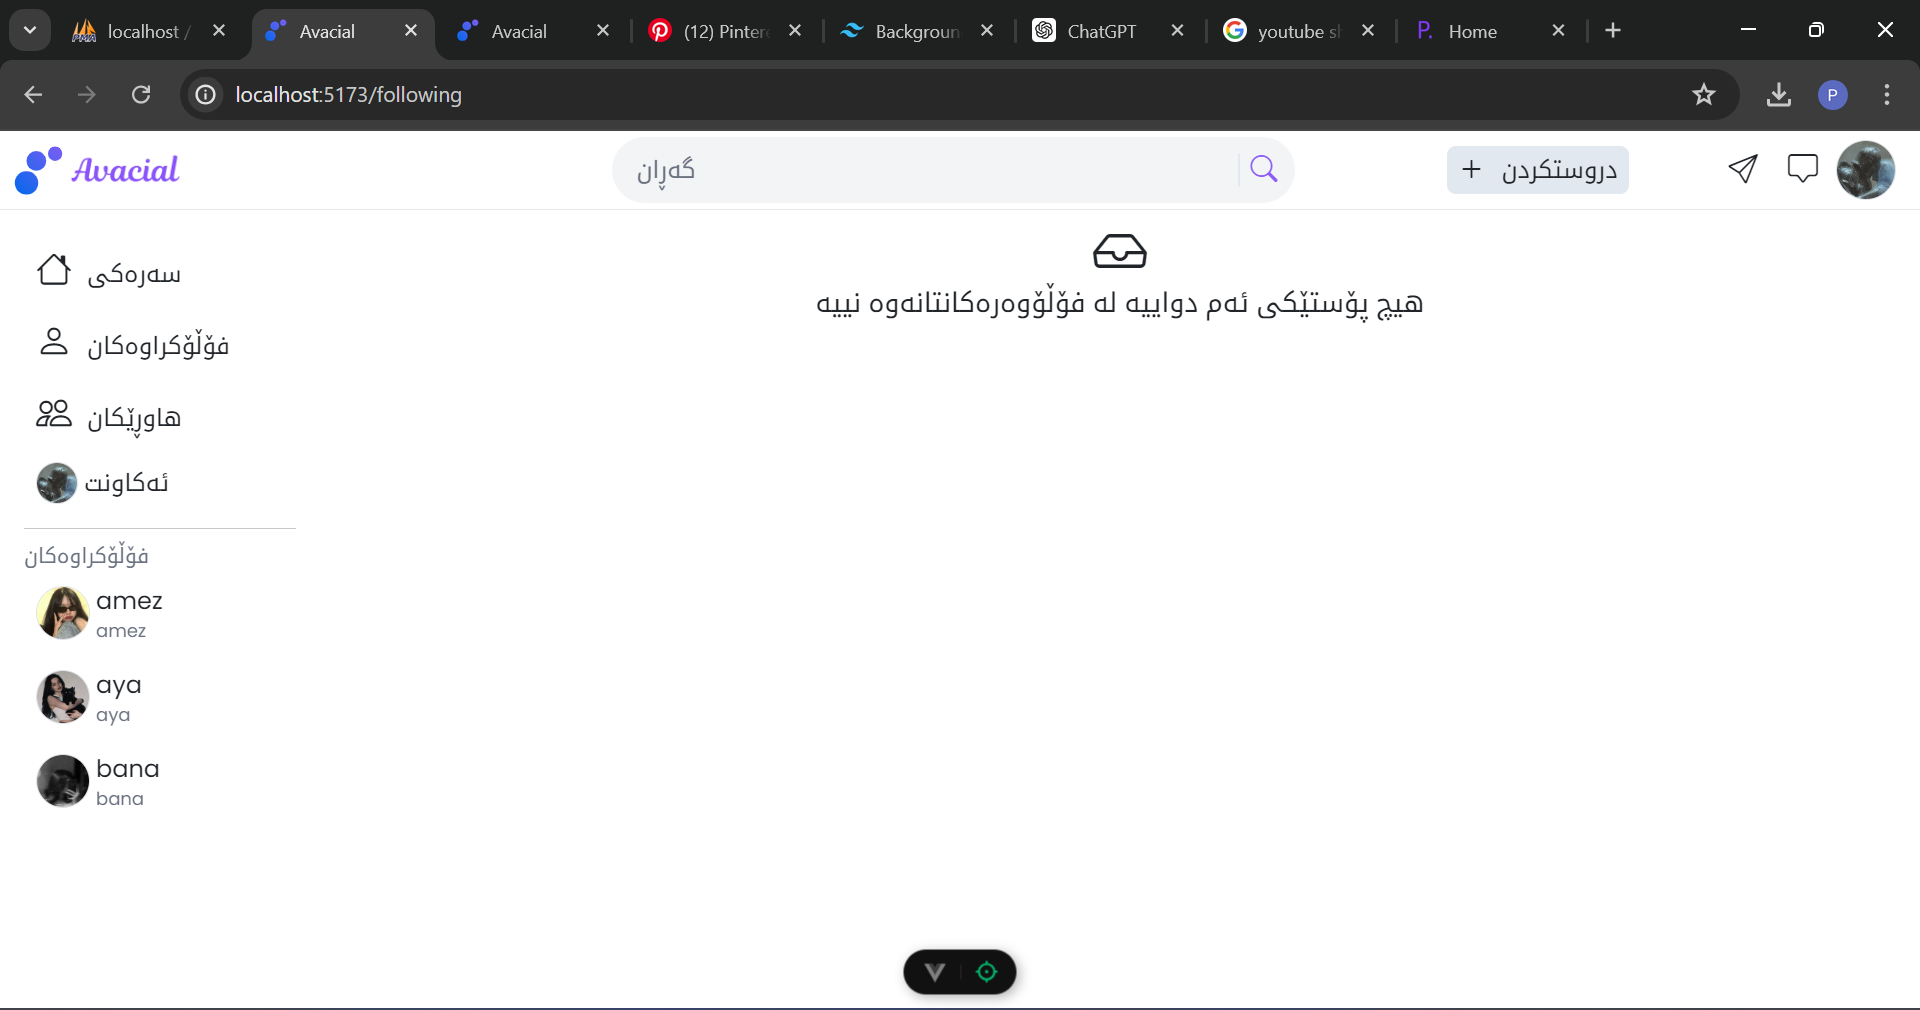 localhost /
Avacial
Avacial
(12) Pinter
Backgroun
ChatGPT
youtube sl
Home
localhost:5173/following
P
Avacial
گەڕان
دروستکردن
سەرەکی
فۆڵۆکراوەکان
هاوڕێکان
ئەکاونت
فۆڵۆکراوەکان
amez
amez
aya
aya
bana
bana
هیچ پۆستێکی ئەم دواییە لە فۆڵۆوەرەکانتانەوە نییە